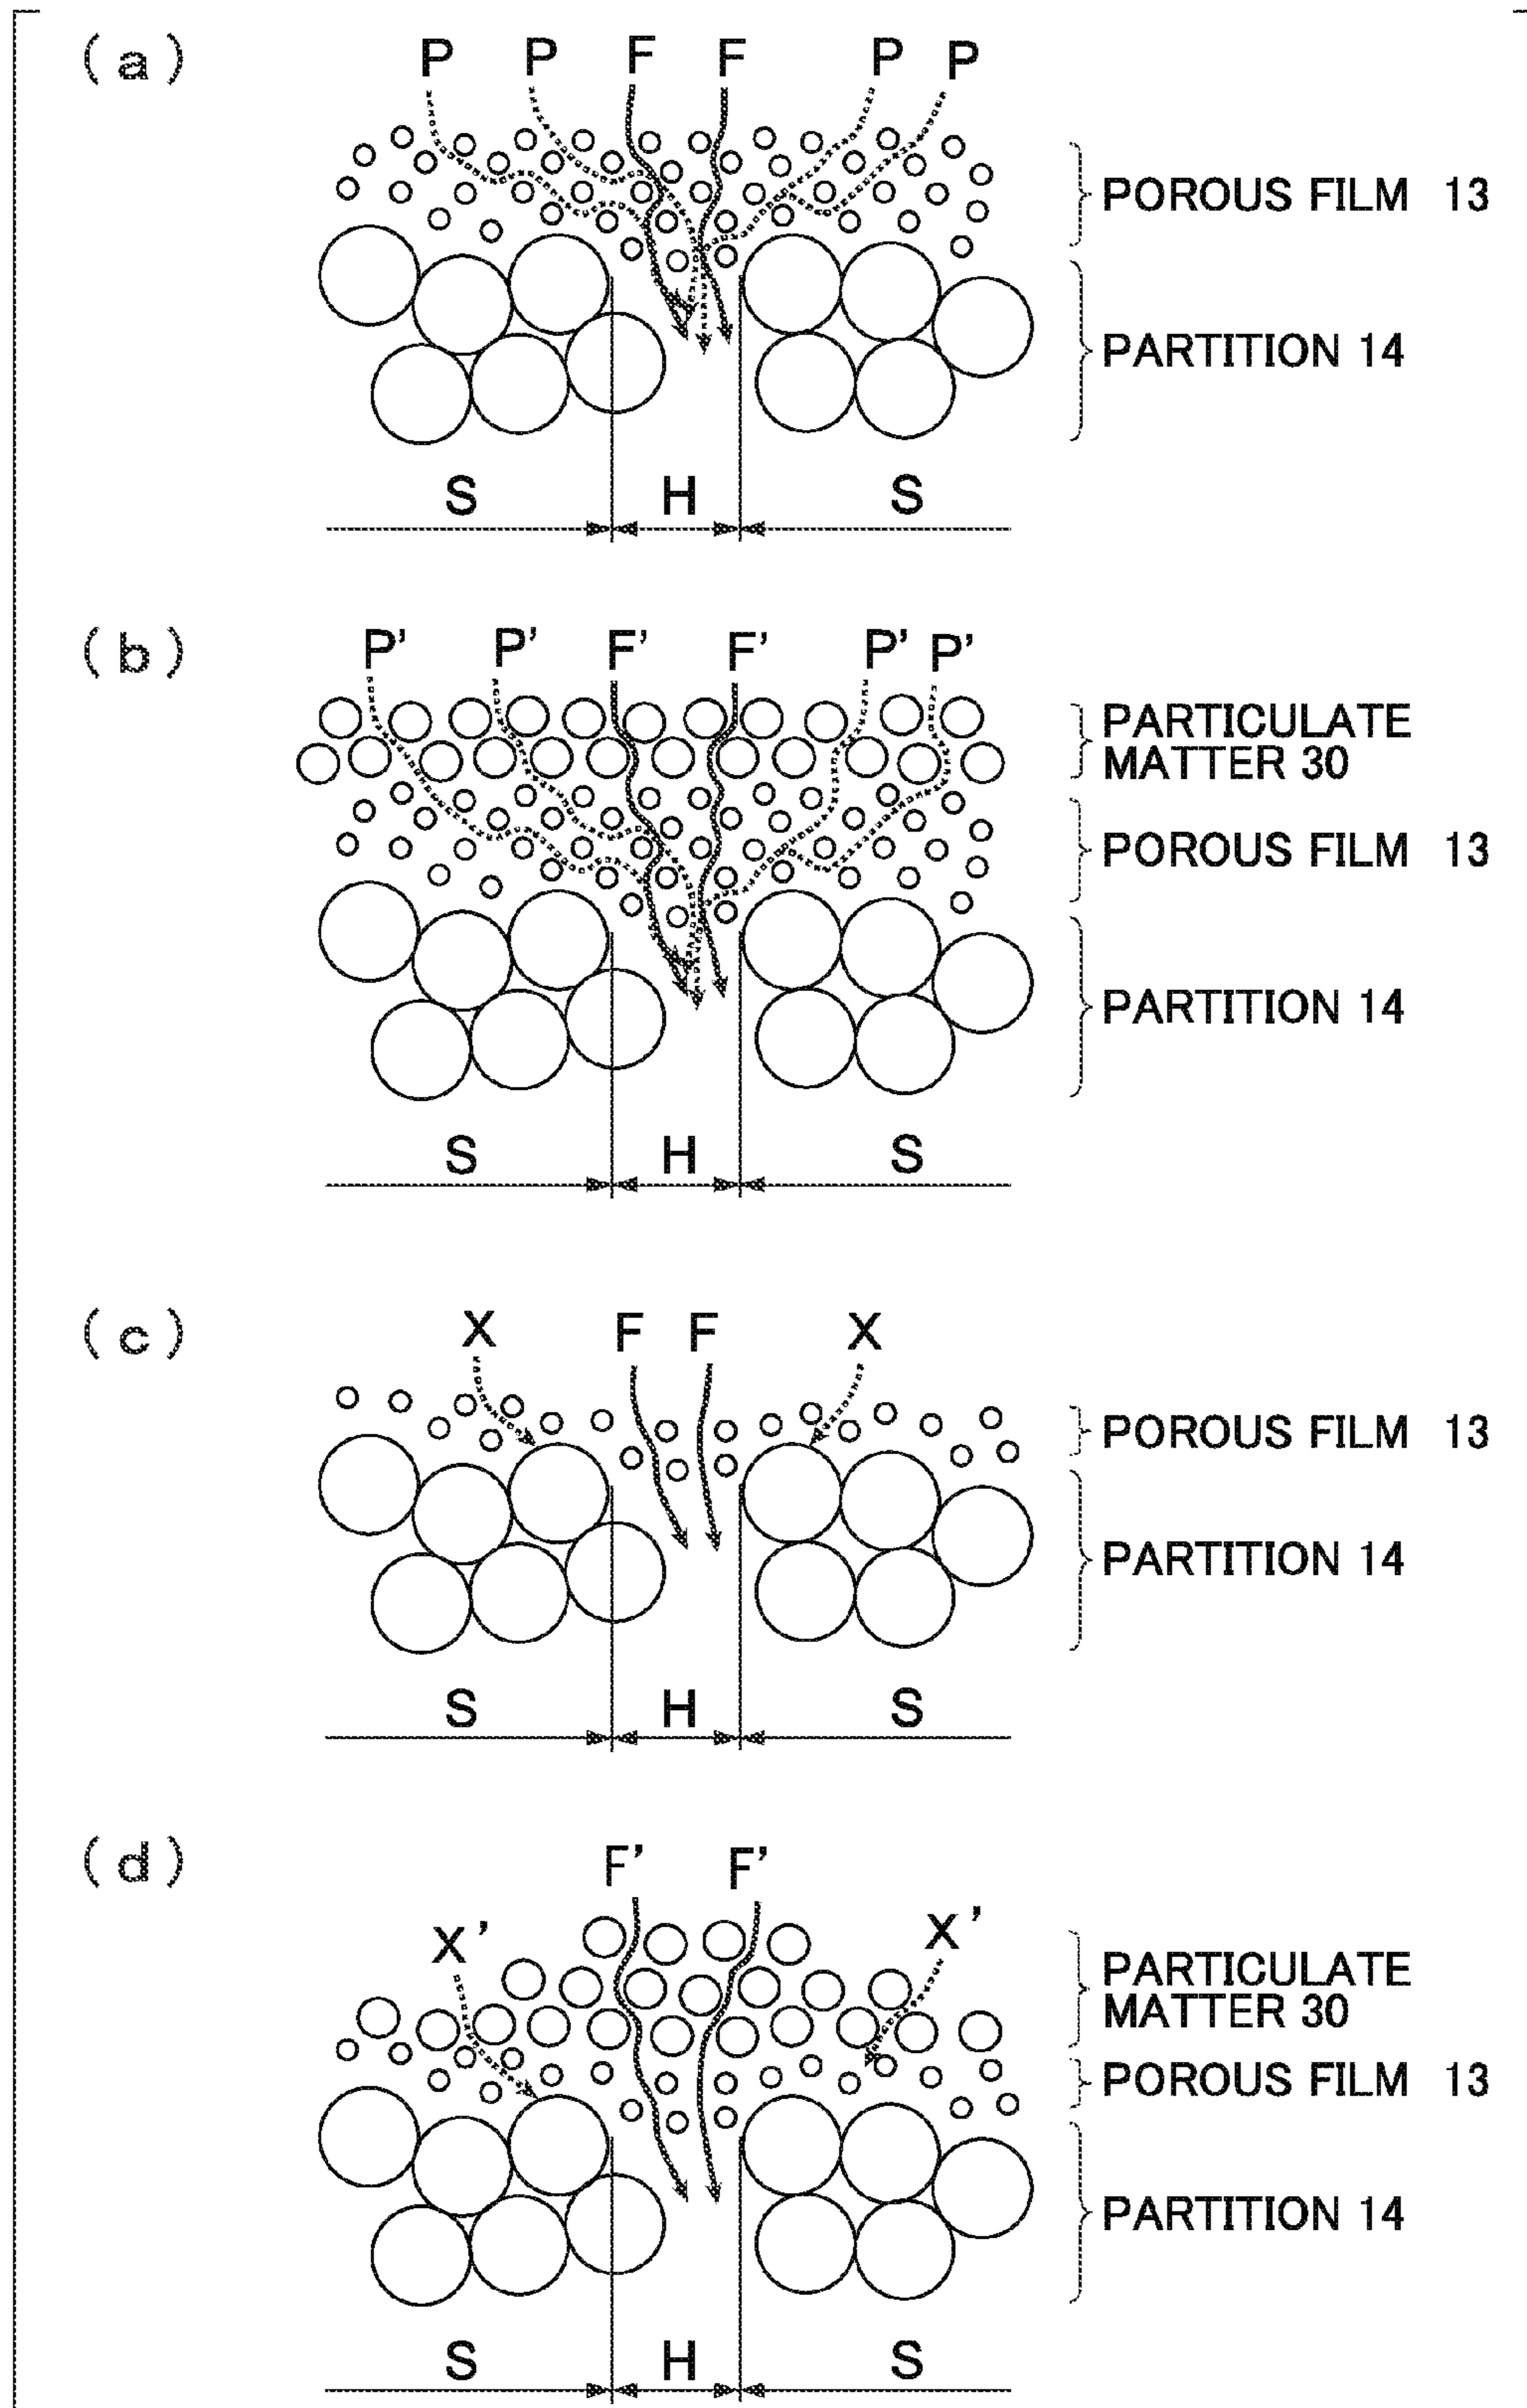 (a)
P P F F P P
POROUS FILM 13
PARTITION 14
S H S
(b)
P' P' F' F' P' P'
PARTICULATE
MATTER 30
POROUS FILM 13
PARTITION 14
S H S
(c)
X F F X
POROUS FILM 13
PARTITION 14
S H S
(d)
F' F'
X' X'
PARTICULATE
MATTER 30
POROUS FILM 13
PARTITION 14
S H S